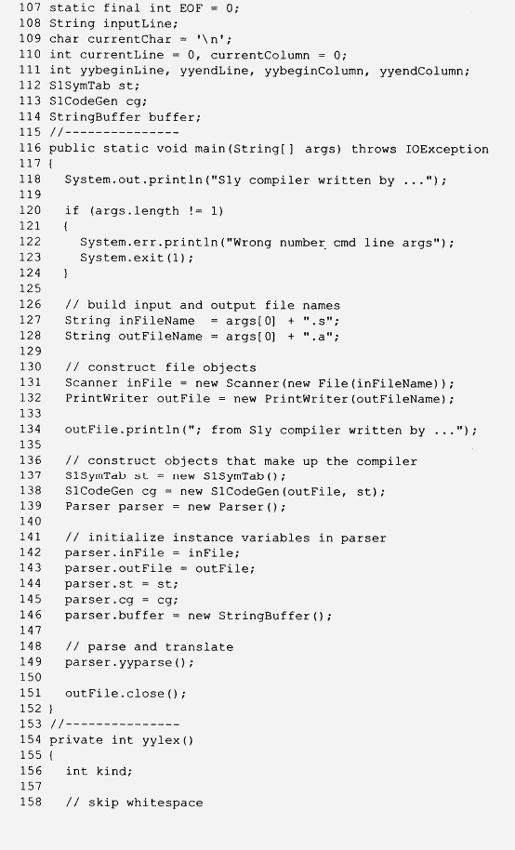 107 static final int EOF = 0;
108 String inputLine;
109 char currentChar = '\n';
110 int currentLine = 0, currentColumn = 0;
111 int yybeginLine, yyendLine, yybeginColumn, yyendColumn;
112 S1SymTab st;
113 S1CodeGen cg;
114 StringBuffer buffer;
115 //---------------
116 public static void main(String[] args) throws IOException
117 {
118   System.out.println("S1y compiler written by ...");
119
120   if (args.length != 1)
121   {
122     System.err.println("Wrong number cmd line args");
123     System.exit(1);
124   }
125
126   // build input and output file names
127   String inFileName  = args[0] + ".s";
128   String outFileName = args[0] + ".a";
129
130   // construct file objects
131   Scanner inFile = new Scanner(new File(inFileName));
132   PrintWriter outFile = new PrintWriter(outFileName);
133
134   outFile.println("; from S1y compiler written by ...");
135
136   // construct objects that make up the compiler
137   S1SymTab st = new S1SymTab();
138   S1CodeGen cg = new S1CodeGen(outFile, st);
139   Parser parser = new Parser();
140
141   // initialize instance variables in parser
142   parser.inFile = inFile;
143   parser.outFile = outFile;
144   parser.st = st;
145   parser.cg = cg;
146   parser.buffer = new StringBuffer();
147
148   // parse and translate
149   parser.yyparse();
150
151   outFile.close();
152 }
153 //---------------
154 private int yylex()
155 {
156   int kind;
157
158   // skip whitespace